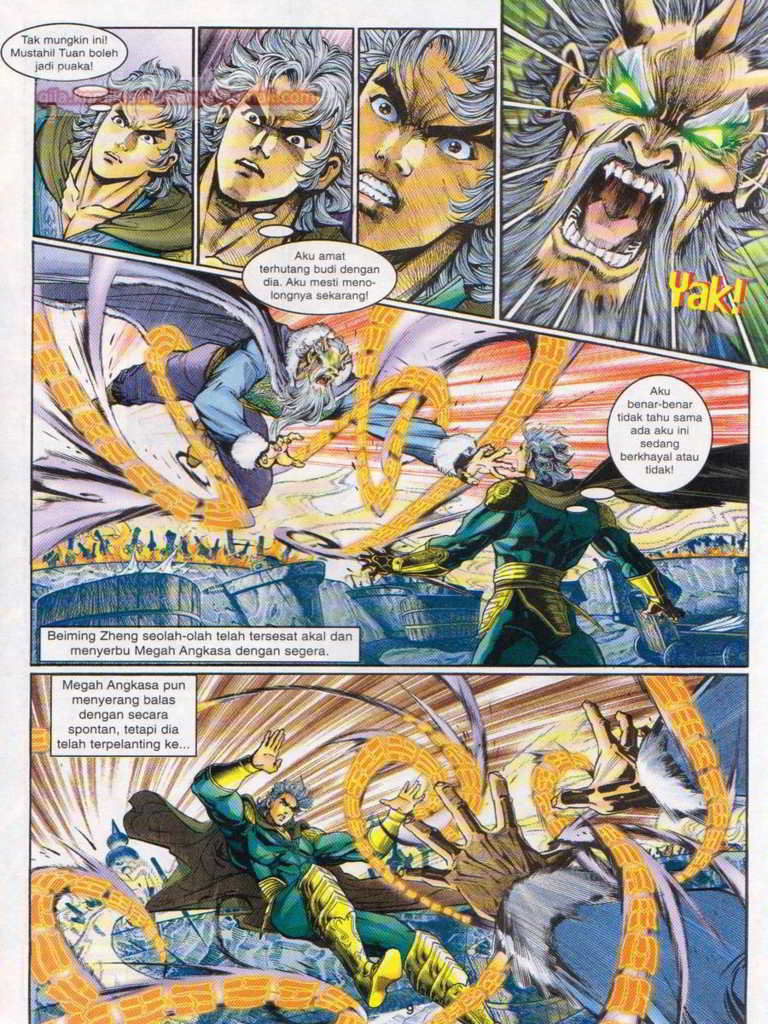 Tak mungkin ini!
Mustahil Tuan boleh
jadi puaka!
Yak!
Aku amat
terhutang budi dengan
dia. Aku mesti meno-
longnya sekarang!
Aku
benar-benar
tidak tahu sama
ada aku ini
sedang
berkhayal atau
tidak!
Beiming Zheng seolah-olah telah tersesat akal dan
menyerbu Megah Angkasa dengan segera.
Megah Angkasa pun
menyerang balas
dengan secara
spontan, tetapi dia
telah terpelanting ke...
9